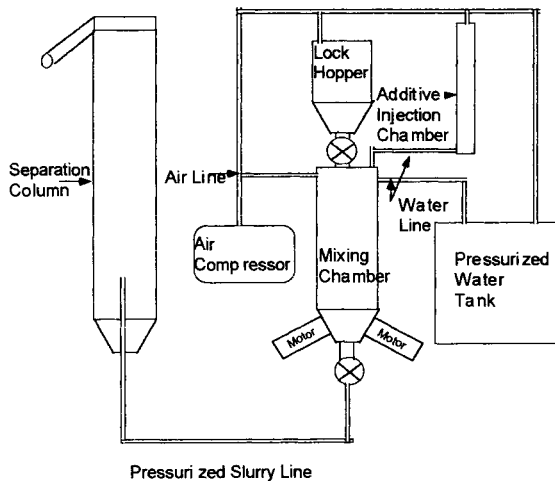 Lock
Hopper
Additive
Injection
Chamber
Separation
Column
Air Line
Water
Line
Air
Compressor
Mixing
Chamber
Pressurized
Water
Tank
Motor
Motor
Pressurized Slurry Line